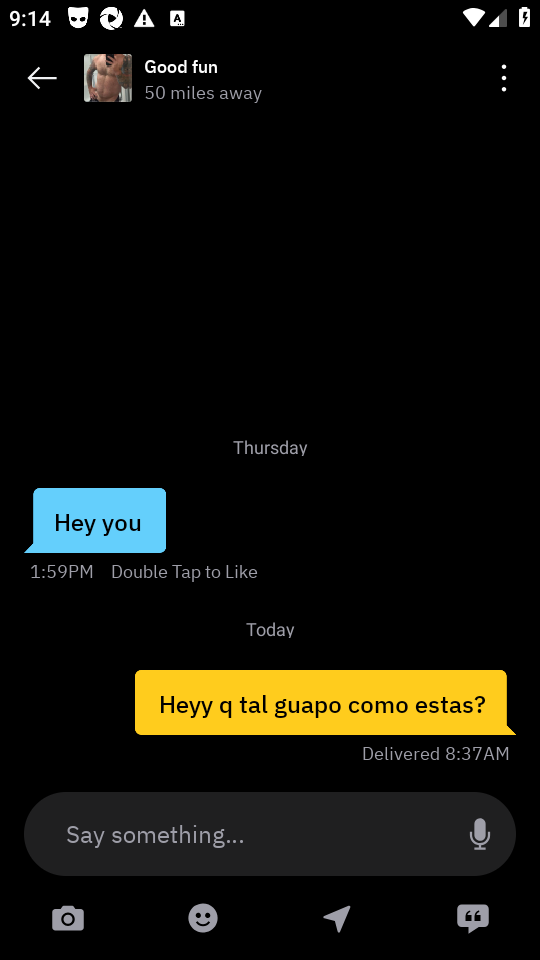 9:14
Good fun
50 miles away
Thursday
Hey you
1:59PM Double Tap to Like
Today
Heyy q tal guapo como estas?
Delivered 8:37AM
Say something...